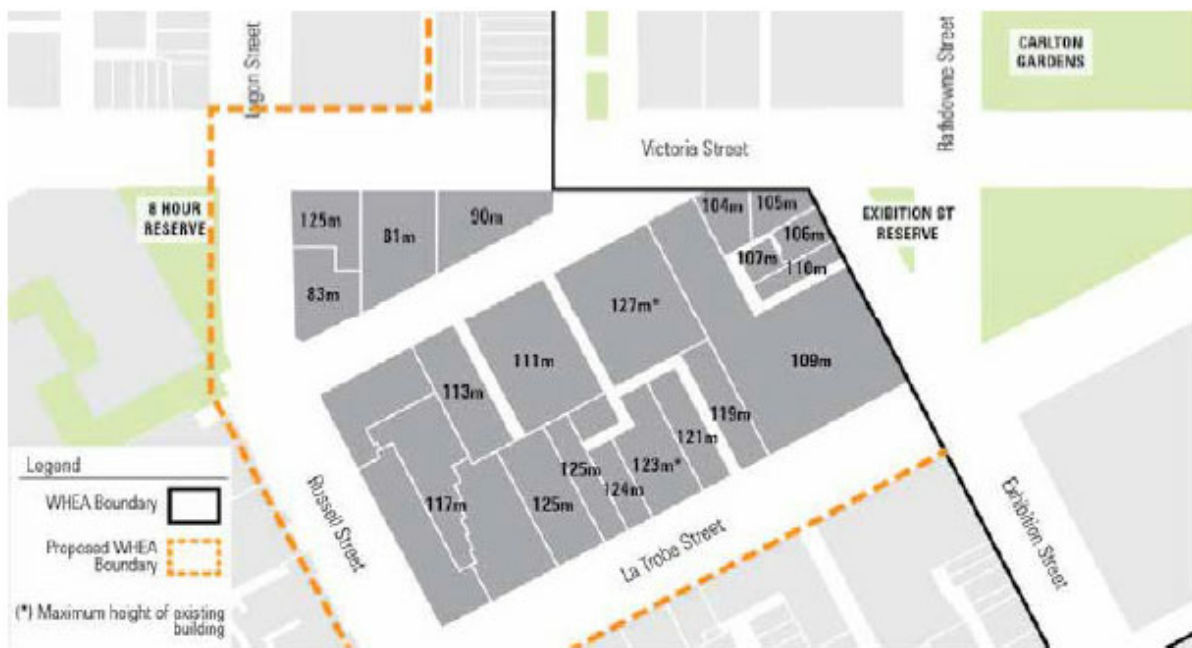 CARLTON
GARDENS
Lygon Street
Rathdowne Street
Victoria Street
8 HOUR
RESERVE
EXIBITION ST
RESERVE
125m
81m
90m
83m
104m
105m
106m
107m
110m
127m*
111m
109m
113m
119m
121m
123m*
125m
124m
125m
117m
Russell Street
La Trobe Street
Exhibition Street
Legend
WHEA Boundary
Proposed WHEA
Boundary
(*) Maximum height of existing
building